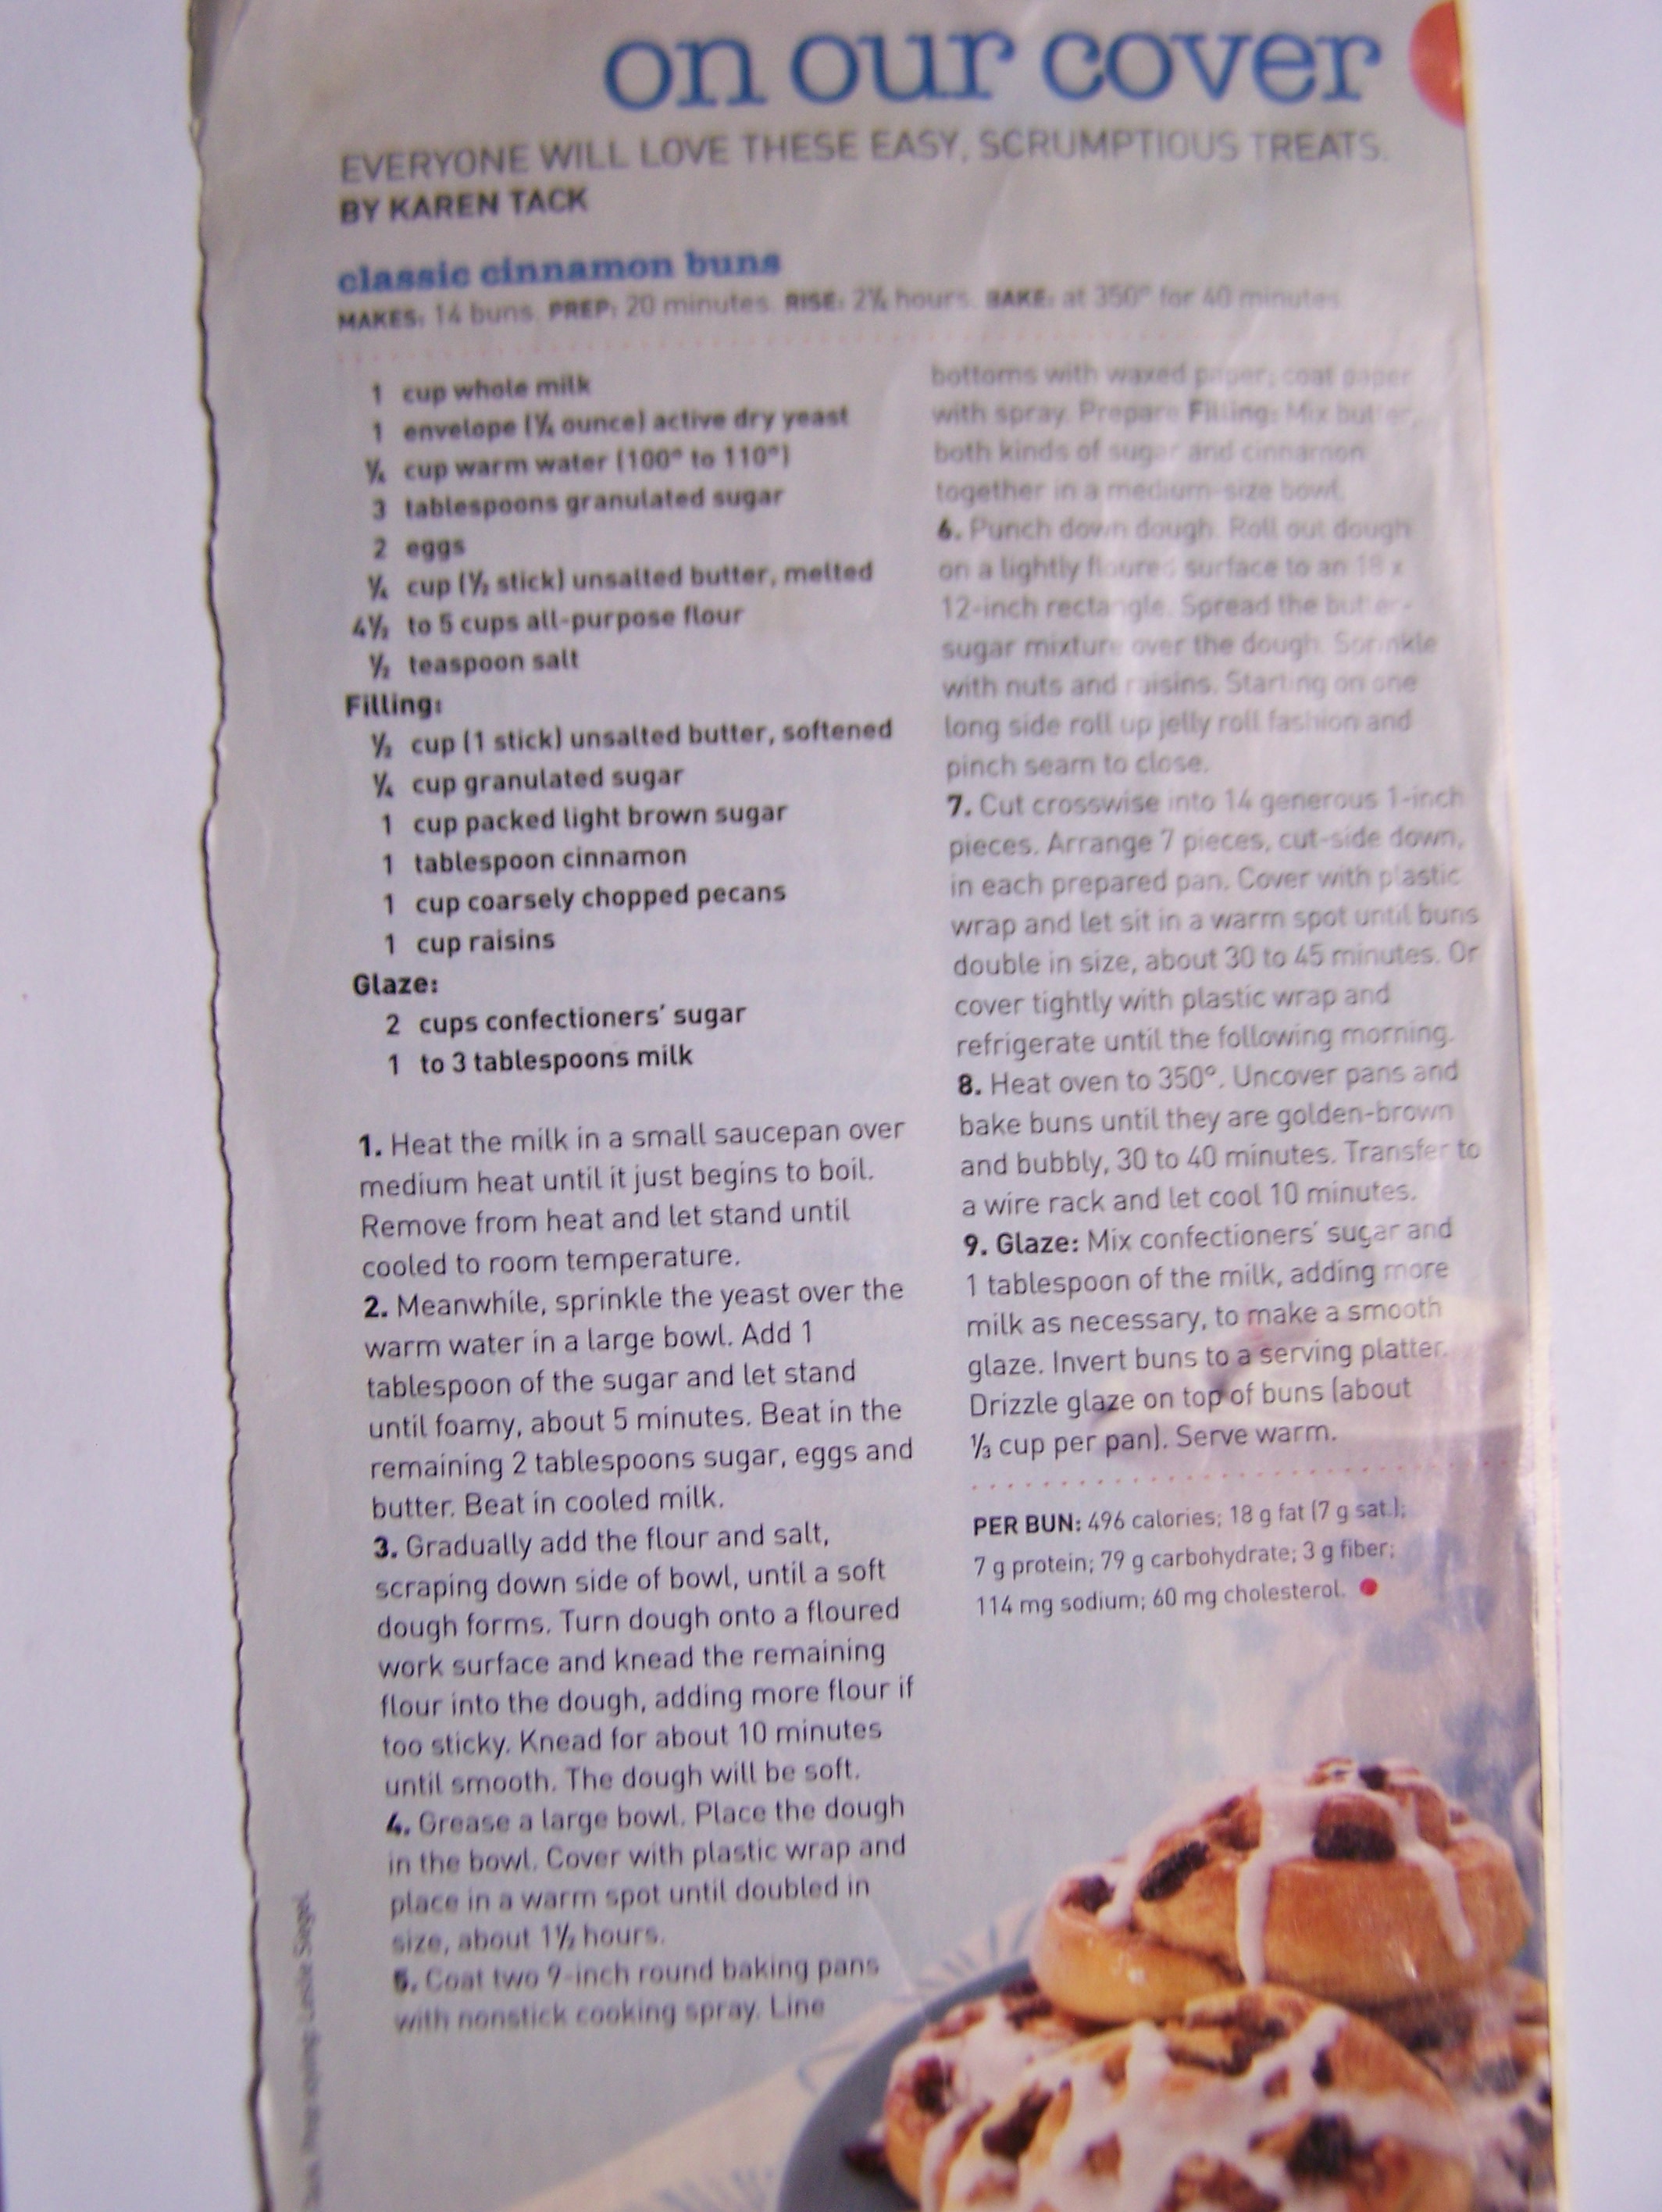 on our cover
EVERYONE WILL LOVE THESE EASY, SCRUMPTIOUS TREATS.
BY KAREN TACK
classic cinnamon buns
MAKES: 14 buns. PREP: 20 minutes. RISE: 2¼ hours. BAKE: at 350° for 40 minutes.
1 cup whole milk
1 envelope (¼ ounce) active dry yeast
¼ cup warm water (100° to 110°)
3 tablespoons granulated sugar
2 eggs
¼ cup (½ stick) unsalted butter, melted
4½ to 5 cups all-purpose flour
½ teaspoon salt
Filling:
½ cup (1 stick) unsalted butter, softened
¼ cup granulated sugar
1 cup packed light brown sugar
1 tablespoon cinnamon
1 cup coarsely chopped pecans
1 cup raisins
Glaze:
2 cups confectioners' sugar
1 to 3 tablespoons milk
1. Heat the milk in a small saucepan over
medium heat until it just begins to boil.
Remove from heat and let stand until
cooled to room temperature.
2. Meanwhile, sprinkle the yeast over the
warm water in a large bowl. Add 1
tablespoon of the sugar and let stand
until foamy, about 5 minutes. Beat in the
remaining 2 tablespoons sugar, eggs and
butter. Beat in cooled milk.
3. Gradually add the flour and salt,
scraping down side of bowl, until a soft
dough forms. Turn dough onto a floured
work surface and knead the remaining
flour into the dough, adding more flour if
too sticky. Knead for about 10 minutes
until smooth. The dough will be soft.
4. Grease a large bowl. Place the dough
in the bowl. Cover with plastic wrap and
place in a warm spot until doubled in
size, about 1½ hours.
5. Coat two 9-inch round baking pans
with nonstick cooking spray. Line
bottoms with waxed paper; coat paper
with spray. Prepare Filling: Mix butter,
both kinds of sugar and cinnamon
together in a medium-size bowl.
6. Punch down dough. Roll out dough
on a lightly floured surface to an 18 x
12-inch rectangle. Spread the butter-
sugar mixture over the dough. Sprinkle
with nuts and raisins. Starting on one
long side roll up jelly roll fashion and
pinch seam to close.
7. Cut crosswise into 14 generous 1-inch
pieces. Arrange 7 pieces, cut-side down,
in each prepared pan. Cover with plastic
wrap and let sit in a warm spot until buns
double in size, about 30 to 45 minutes. Or
cover tightly with plastic wrap and
refrigerate until the following morning.
8. Heat oven to 350°. Uncover pans and
bake buns until they are golden-brown
and bubbly, 30 to 40 minutes. Transfer to
a wire rack and let cool 10 minutes.
9. Glaze: Mix confectioners' sugar and
1 tablespoon of the milk, adding more
milk as necessary, to make a smooth
glaze. Invert buns to a serving platter.
Drizzle glaze on top of buns (about
⅓ cup per pan). Serve warm.
PER BUN: 496 calories; 18 g fat (7 g sat.);
7 g protein; 79 g carbohydrate; 3 g fiber;
114 mg sodium; 60 mg cholesterol.
Leslie Siegel